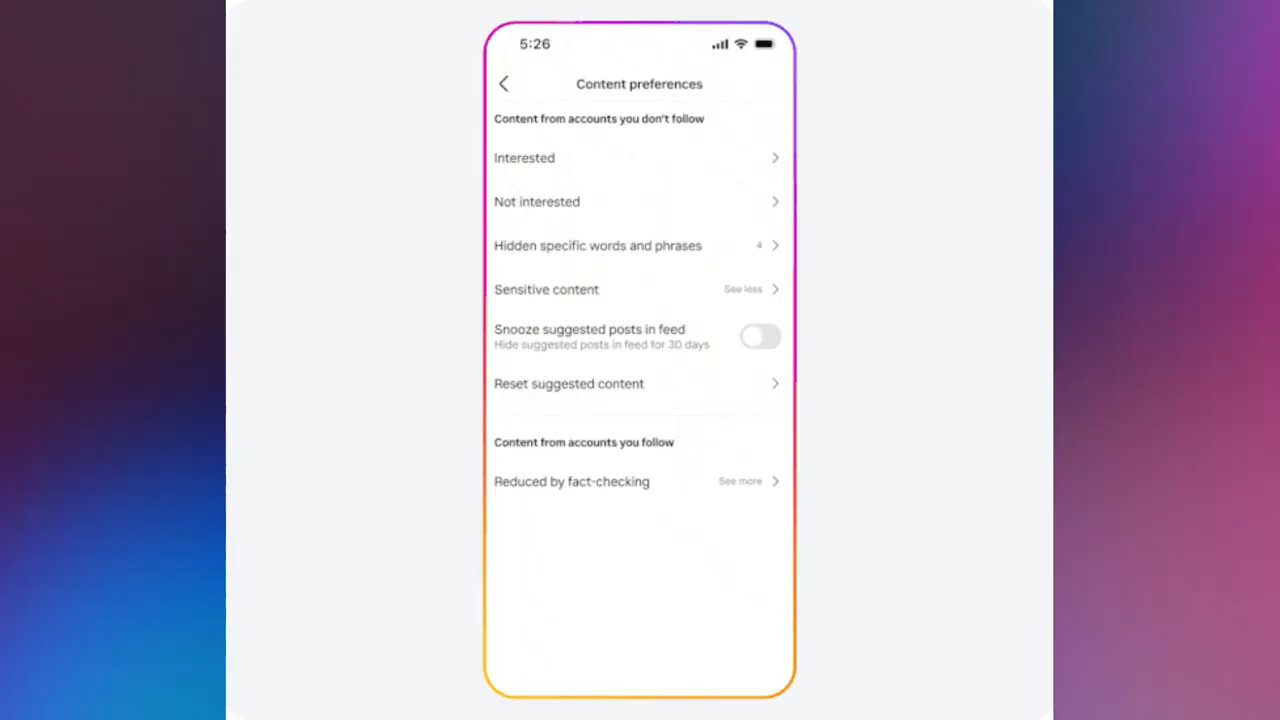 5:26
Content preferences
Content from accounts you don't follow
Interested
Not interested
Hidden specific words and phrases 4
Sensitive content See less
Snooze suggested posts in feed
Hide suggested posts in feed for 30 days
Reset suggested content
Content from accounts you follow
Reduced by fact-checking See more